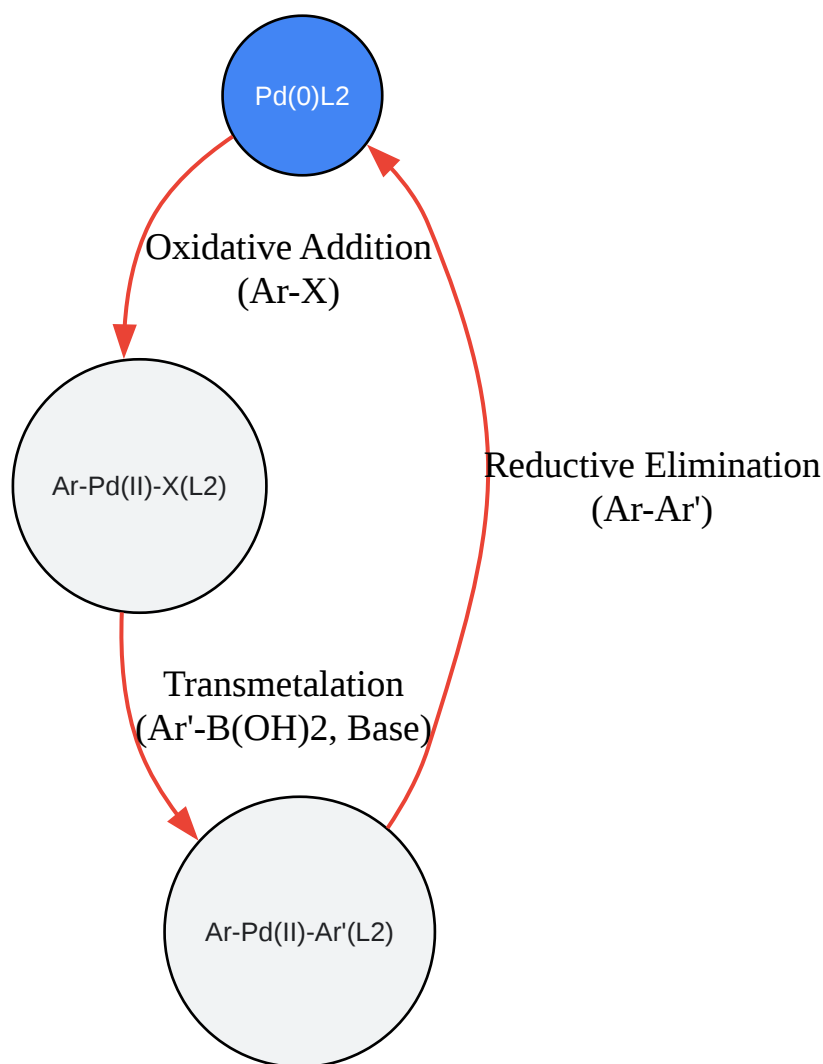 Pd(0)L2
Oxidative Addition
(Ar-X)
Ar-Pd(II)-X(L2)
Reductive Elimination
(Ar-Ar')
Transmetalation
(Ar'-B(OH)2, Base)
Ar-Pd(II)-Ar'(L2)